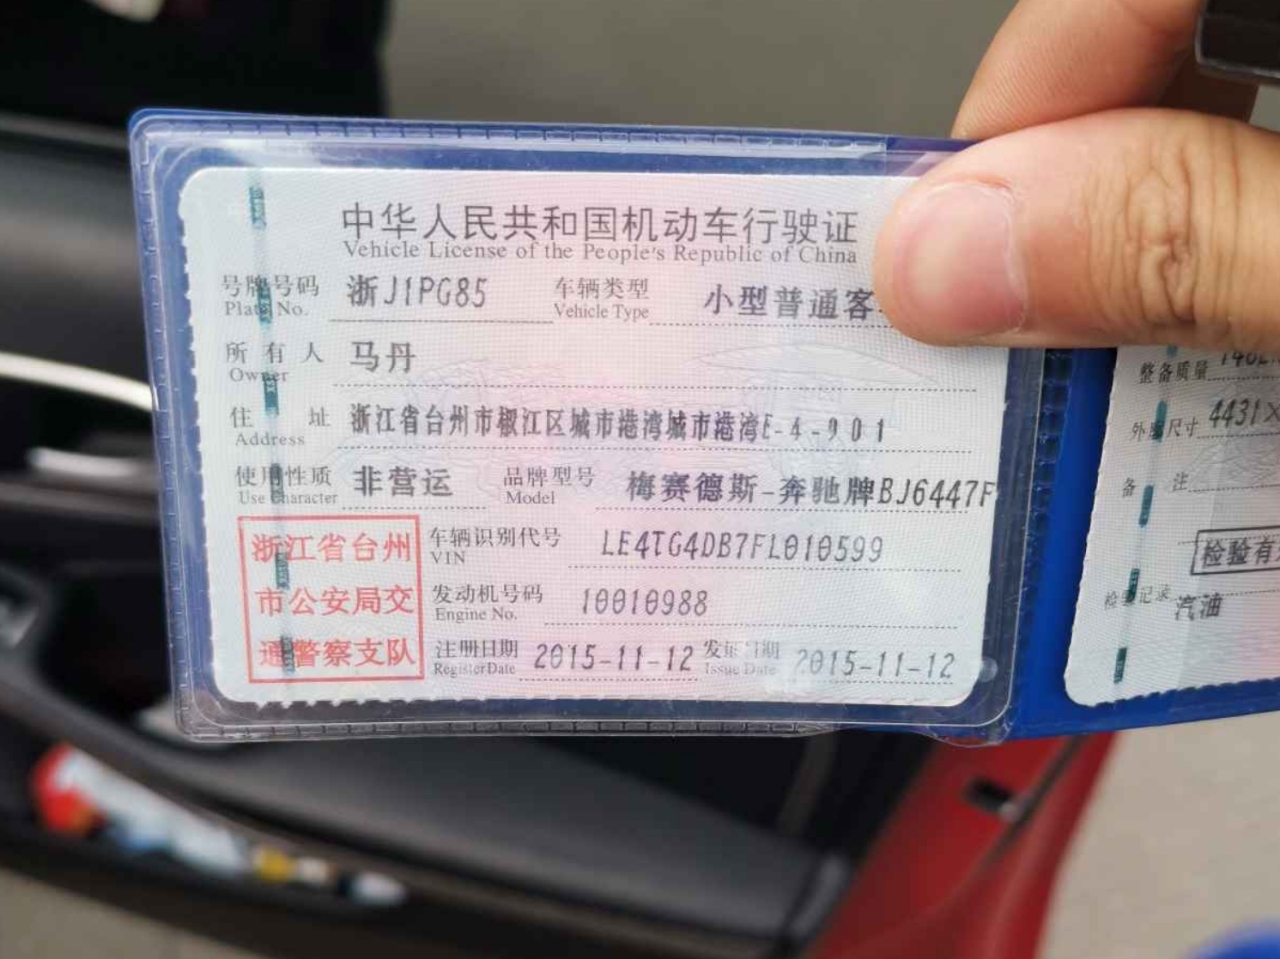 中华人民共和国机动车行驶证
Vehicle License of the People's Republic of China
号牌号码 浙J1PG85 车辆类型 小型普通客
Plate No. Vehicle Type
所有人 马丹
Owner
住址 浙江省台州市椒江区城市港湾城市港湾E-4-901
Address
使用性质 非营运 品牌型号 梅赛德斯-奔驰牌BJ6447F
Use Character Model
浙江省台州
市公安局交
通警察支队
车辆识别代号 LE4TG4DB7FL010599
VIN
发动机号码 10010988
Engine No.
注册日期 2015-11-12 发证日期 2015-11-12
Register Date Issue Date
整备质量
外廓尺寸 4431×
备注
检验有
检验记录
汽油